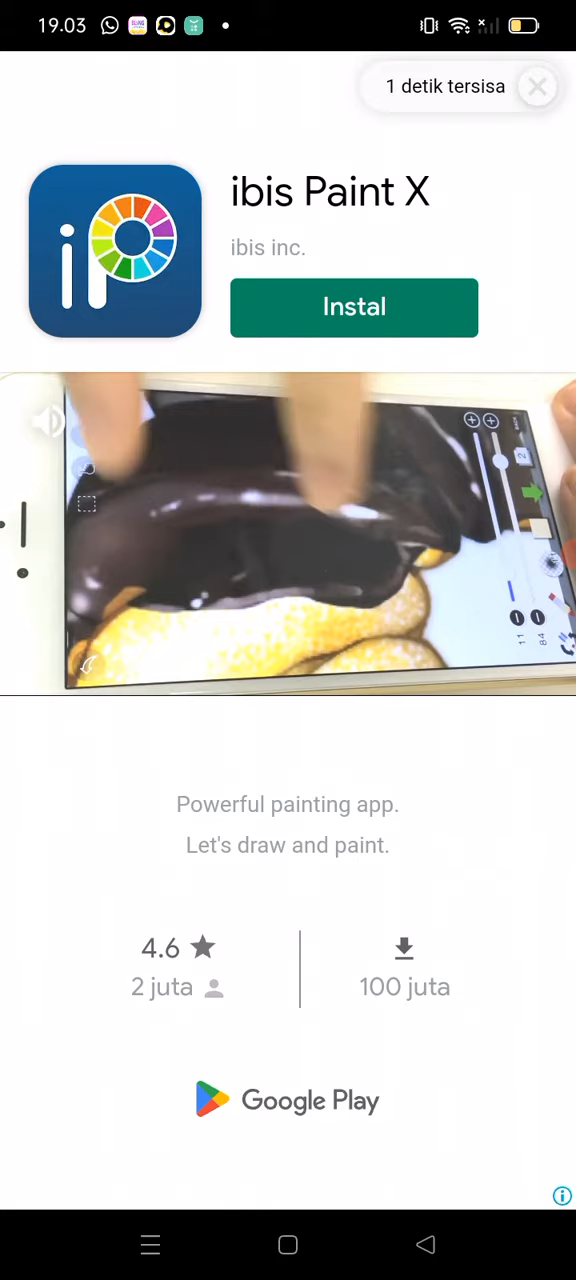 19.03
1 detik tersisa
ibis Paint X
ibis inc.
Instal
Powerful painting app.
Let's draw and paint.
4.6
2 juta
100 juta
Google Play